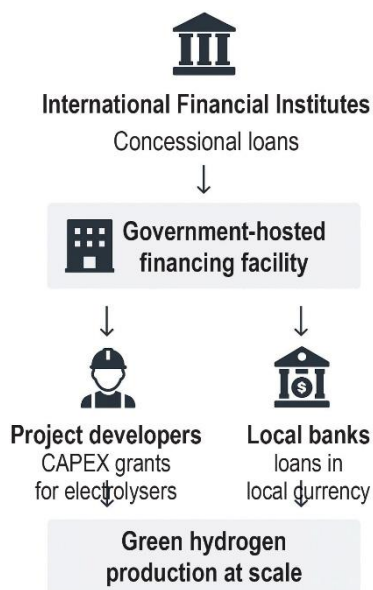 International Financial Institutes
Concessional loans
Government-hosted
financing facility
Project developers
CAPEX grants
for electrolysers
Local banks
loans in
local currency
Green hydrogen
production at scale